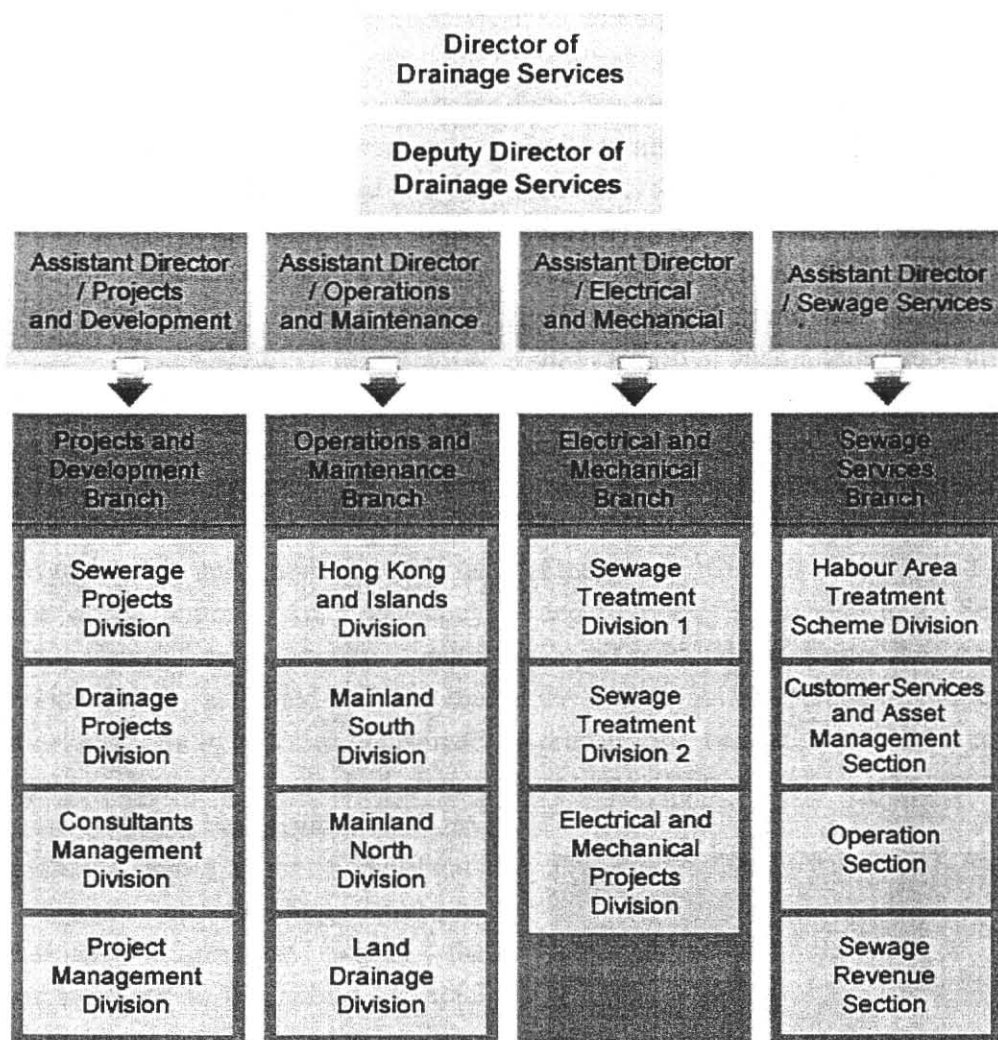 Director of
Drainage Services
Deputy Director of
Drainage Services
Assistant Director
/ Projects
and Development
Assistant Director
/ Operations
and Maintenance
Assistant Director
/ Electrical
and Mechancial
Assistant Director
/ Sewage Services
Projects and
Development
Branch
Operations and
Maintenance
Branch
Electrical and
Mechanical
Branch
Sewage
Services
Branch
Sewerage
Projects
Division
Drainage
Projects
Division
Consultants
Management
Division
Project
Management
Division
Hong Kong
and Islands
Division
Mainland
South
Division
Mainland
North
Division
Land
Drainage
Division
Sewage
Treatment
Division 1
Sewage
Treatment
Division 2
Electrical and
Mechanical
Projects
Division
Habour Area
Treatment
Scheme Division
Customer Services
and Asset
Management
Section
Operation
Section
Sewage
Revenue
Section